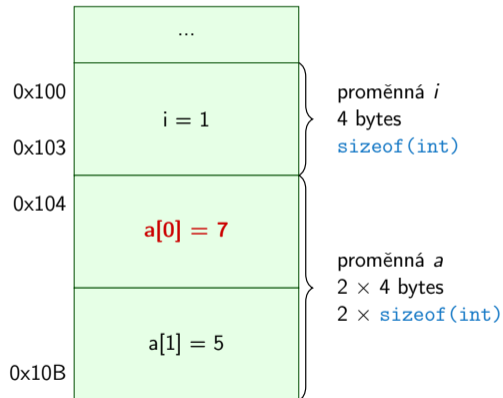 ...
0x100
i = 1
0x103
proměnná i
4 bytes
sizeof(int)
0x104
a[0] = 7
proměnná a
2 × 4 bytes
2 × sizeof(int)
a[1] = 5
0x10B